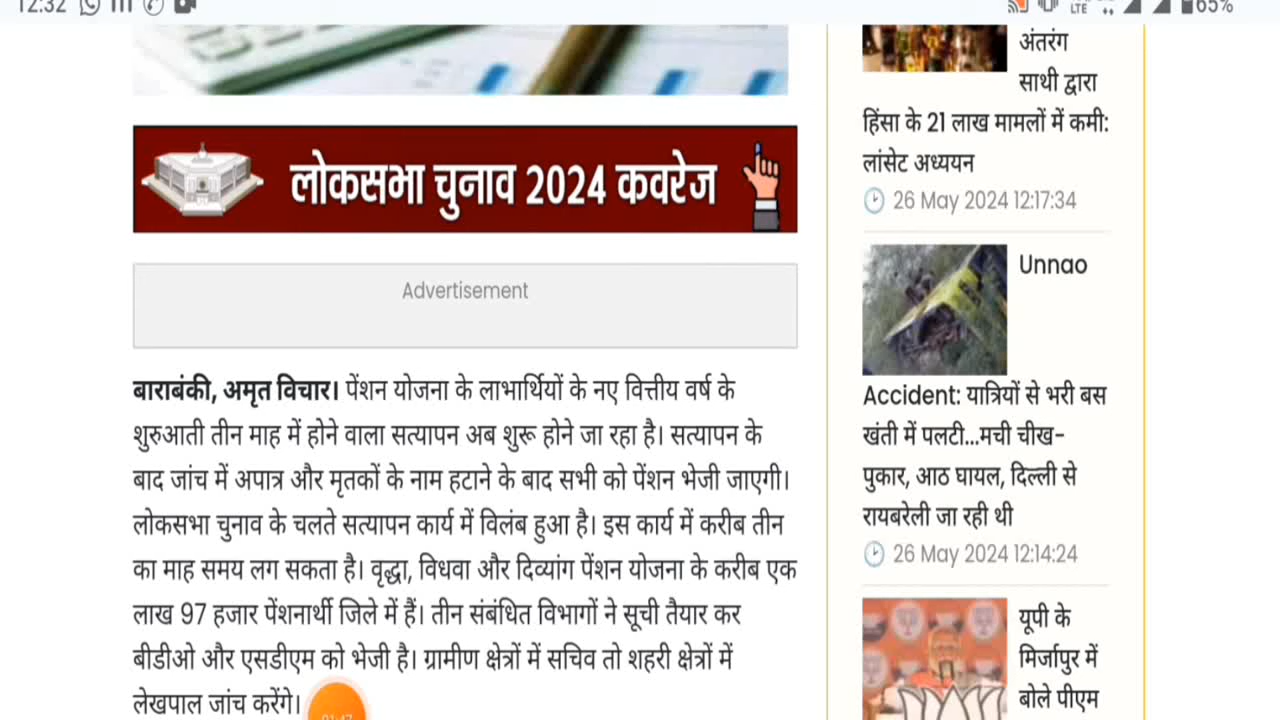 12:32
LTE
65%
लोकसभा चुनाव 2024 कवरेज
Advertisement
बाराबंकी, अमृत विचार। पेंशन योजना के लाभार्थियों के नए वित्तीय वर्ष के
शुरुआती तीन माह में होने वाला सत्यापन अब शुरू होने जा रहा है। सत्यापन के
बाद जांच में अपात्र और मृतकों के नाम हटाने के बाद सभी को पेंशन भेजी जाएगी।
लोकसभा चुनाव के चलते सत्यापन कार्य में विलंब हुआ है। इस कार्य में करीब तीन
का माह समय लग सकता है। वृद्धा, विधवा और दिव्यांग पेंशन योजना के करीब एक
लाख 97 हजार पेंशनार्थी जिले में हैं। तीन संबंधित विभागों ने सूची तैयार कर
बीडीओ और एसडीएम को भेजी है। ग्रामीण क्षेत्रों में सचिव तो शहरी क्षेत्रों में
लेखपाल जांच करेंगे।
01:47
अंतरंग
साथी द्वारा
हिंसा के 21 लाख मामलों में कमी:
लांसेट अध्ययन
26 May 2024 12:17:34
Unnao
Accident: यात्रियों से भरी बस
खंती में पलटी...मची चीख-
पुकार, आठ घायल, दिल्ली से
रायबरेली जा रही थी
26 May 2024 12:14:24
यूपी के
मिर्जापुर में
बोले पीएम